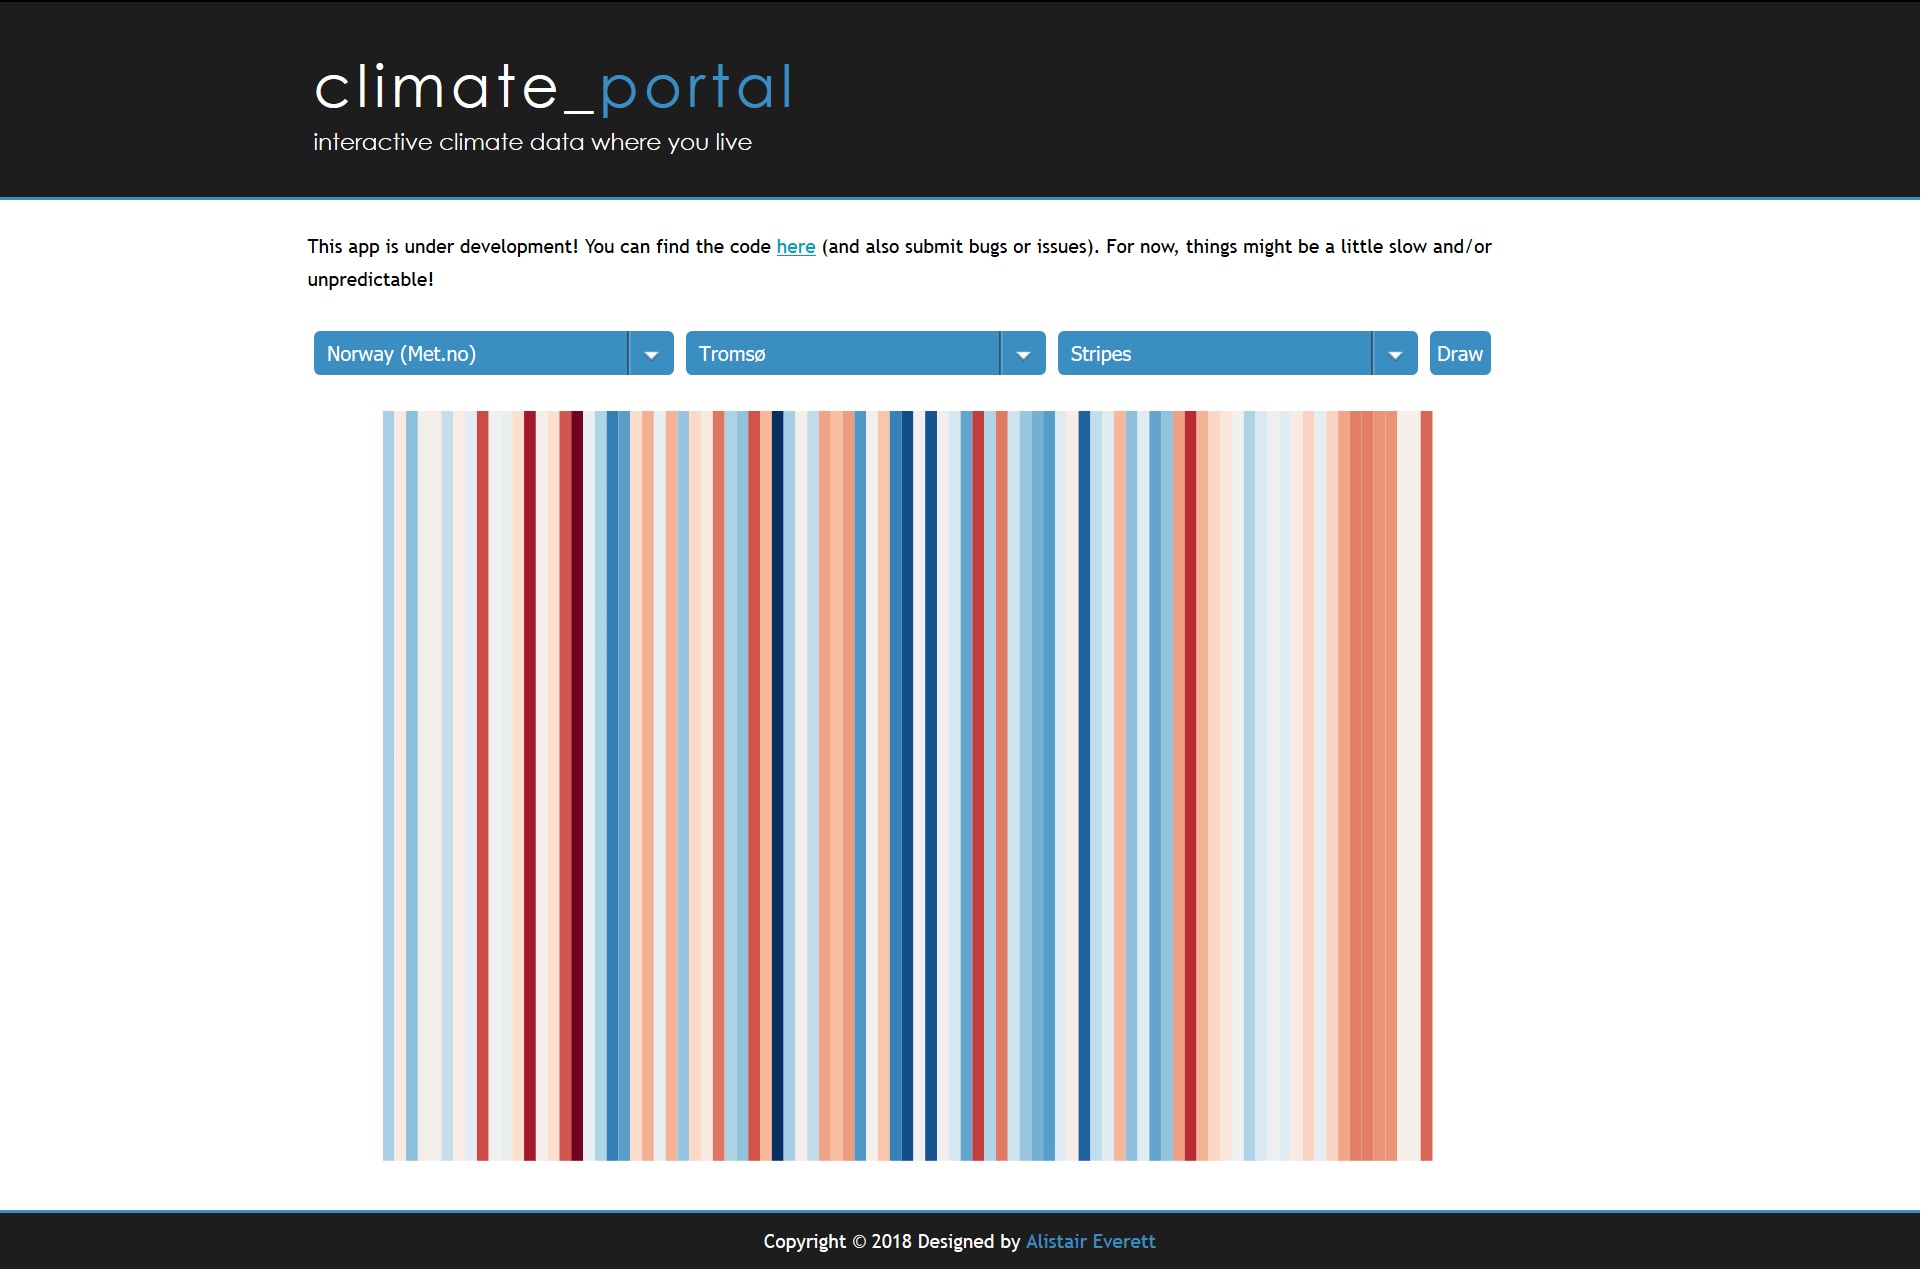 climate_portal
interactive climate data where you live
This app is under development! You can find the code here (and also submit bugs or issues). For now, things might be a little slow and/or
unpredictable!
Norway (Met.no)
Tromsø
Stripes
Draw
Copyright © 2018 Designed by Alistair Everett